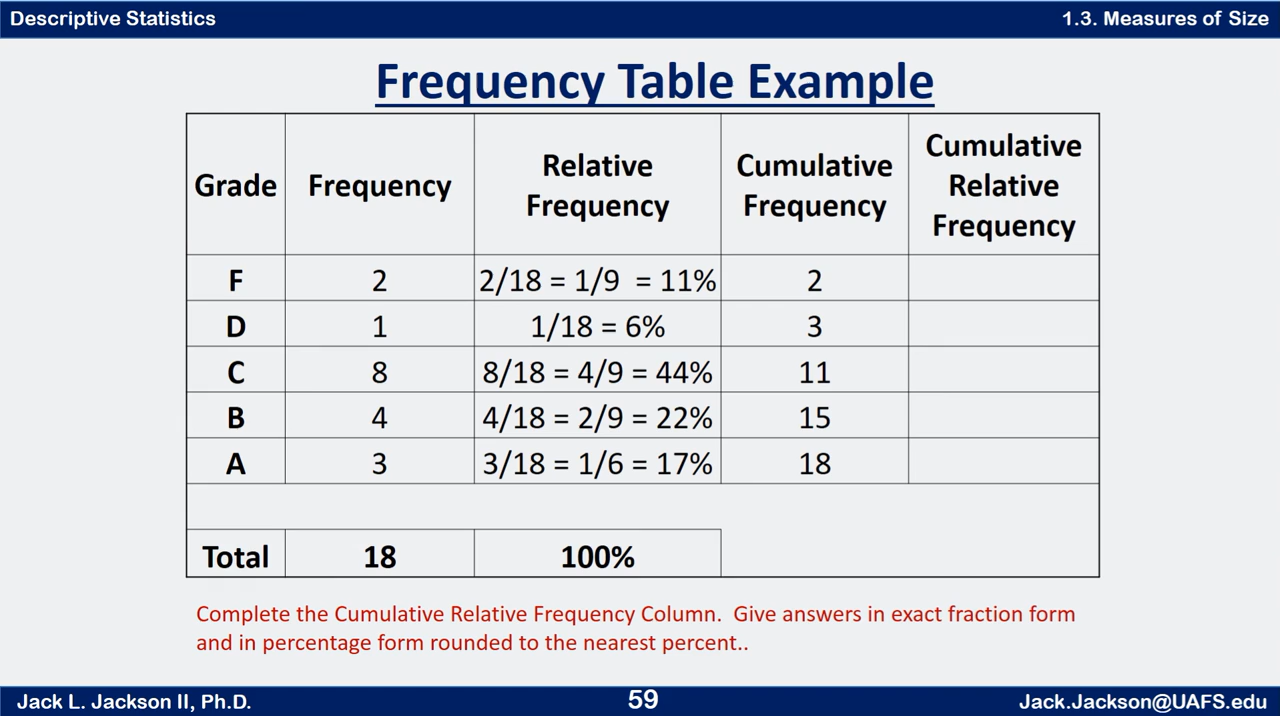 Descriptive Statistics
1.3. Measures of Size
Frequency Table Example
Grade
Frequency
Relative
Frequency
Cumulative
Frequency
Cumulative
Relative
Frequency
F 2 2/18 = 1/9 = 11% 2
D 1 1/18 = 6% 3
C 8 8/18 = 4/9 = 44% 11
B 4 4/18 = 2/9 = 22% 15
A 3 3/18 = 1/6 = 17% 18
Total 18 100%
Complete the Cumulative Relative Frequency Column. Give answers in exact fraction form
and in percentage form rounded to the nearest percent..
Jack L. Jackson II, Ph.D.
59
Jack.Jackson@UAFS.edu